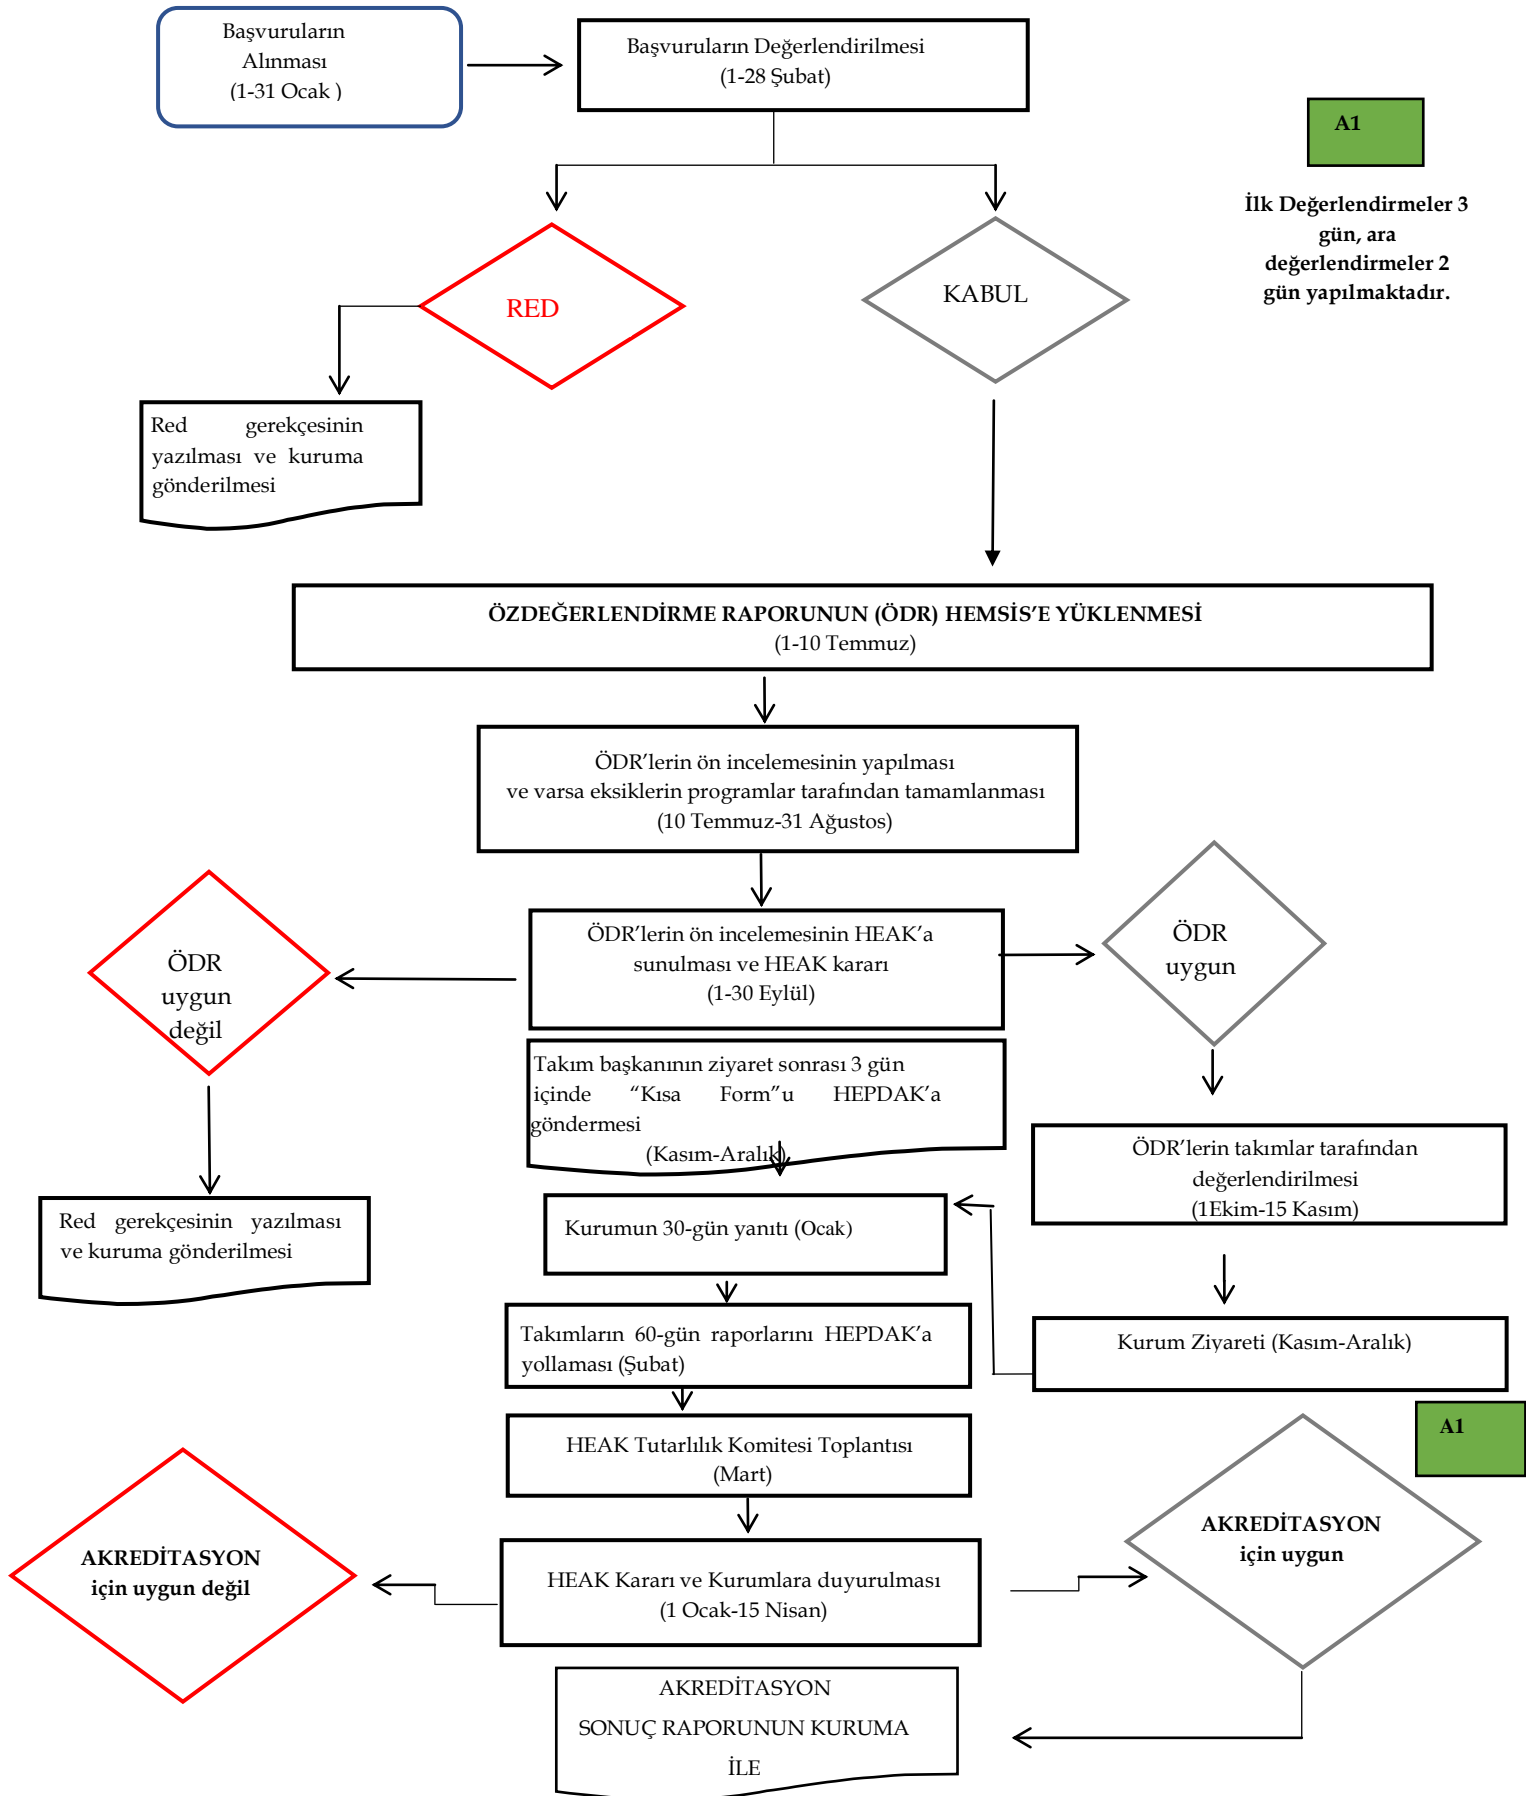 Başvuruların
Alınması
(1-31 Ocak )
Başvuruların Değerlendirilmesi
(1-28 Şubat)
A1
İlk Değerlendirmeler 3
gün, ara
değerlendirmeler 2
gün yapılmaktadır.
RED
KABUL
Red gerekçesinin
yazılması ve kuruma
gönderilmesi
ÖZDEĞERLENDİRME RAPORUNUN (ÖDR) HEMSİS’E YÜKLENMESİ
(1-10 Temmuz)
ÖDR’lerin ön incelemesinin yapılması
ve varsa eksiklerin programlar tarafından tamamlanması
(10 Temmuz-31 Ağustos)
ÖDR’lerin ön incelemesinin HEAK’a
sunulması ve HEAK kararı
(1-30 Eylül)
ÖDR
uygun
değil
ÖDR
uygun
Takım başkanının ziyaret sonrası 3 gün
içinde “Kısa Form”u HEPDAK’a
göndermesi
(Kasım-Aralık)
ÖDR’lerin takımlar tarafından
değerlendirilmesi
(1Ekim-15 Kasım)
Red gerekçesinin yazılması
ve kuruma gönderilmesi
Kurumun 30-gün yanıtı (Ocak)
Takımların 60-gün raporlarını HEPDAK’a
yollaması (Şubat)
Kurum Ziyareti (Kasım-Aralık)
HEAK Tutarlılık Komitesi Toplantısı
(Mart)
A1
AKREDİTASYON
için uygun değil
HEAK Kararı ve Kurumlara duyurulması
(1 Ocak-15 Nisan)
AKREDİTASYON
için uygun
AKREDİTASYON
SONUÇ RAPORUNUN KURUMA
İLE